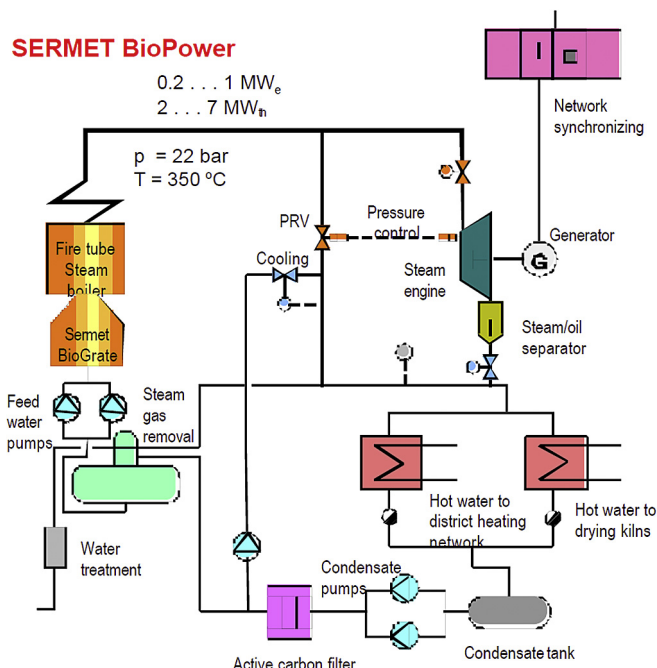 SERMET BioPower
0.2 . . . 1 MWe
2 . . . 7 MWth
p = 22 bar
T = 350 ºC
Network
synchronizing
PRV
Pressure
control
Cooling
Steam
engine
Generator
G
Fire tube
Steam
boiler
Sermet
BioGrate
Steam/oil
separator
Feed
water
pumps
Steam
gas
removal
Hot water to
district heating
network
Hot water to
drying kilns
Water
treatment
Condensate
pumps
Condensate tank
Active carbon filter